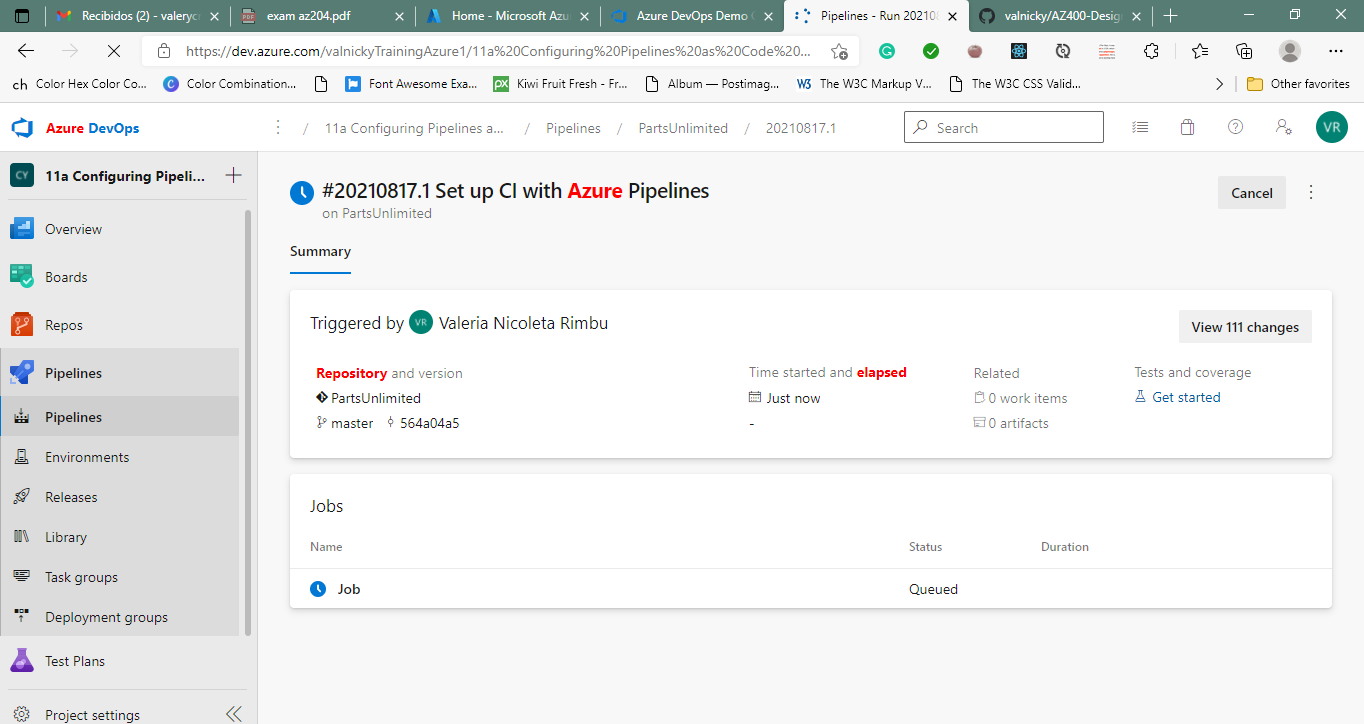 Recibidos (2) - valerycr
exam az204.pdf
Home - Microsoft Azu
Azure DevOps Demo G
Pipelines - Run 202108
valnicky/AZ400-Design
https://dev.azure.com/valnickyTrainingAzure1/11a%20Configuring%20Pipelines%20as%20Code%20...
ch Color Hex Color Co...
Color Combination...
Font Awesome Exa...
px Kiwi Fruit Fresh - Fr...
Album — Postimag...
W3 The W3C Markup V...
The W3C CSS Valid...
Other favorites
Azure DevOps
/ 11a Configuring Pipelines a... / Pipelines / PartsUnlimited / 20210817.1
Search
VR
CY 11a Configuring Pipeli...
Overview
Boards
Repos
Pipelines
Pipelines
Environments
Releases
Library
Task groups
Deployment groups
Test Plans
Project settings
#20210817.1 Set up CI with Azure Pipelines
on PartsUnlimited
Cancel
Summary
Triggered by VR Valeria Nicoleta Rimbu
View 111 changes
Repository and version
PartsUnlimited
master 564a04a5
Time started and elapsed
Just now
-
Related
0 work items
0 artifacts
Tests and coverage
Get started
Jobs
Name Status Duration
Job Queued